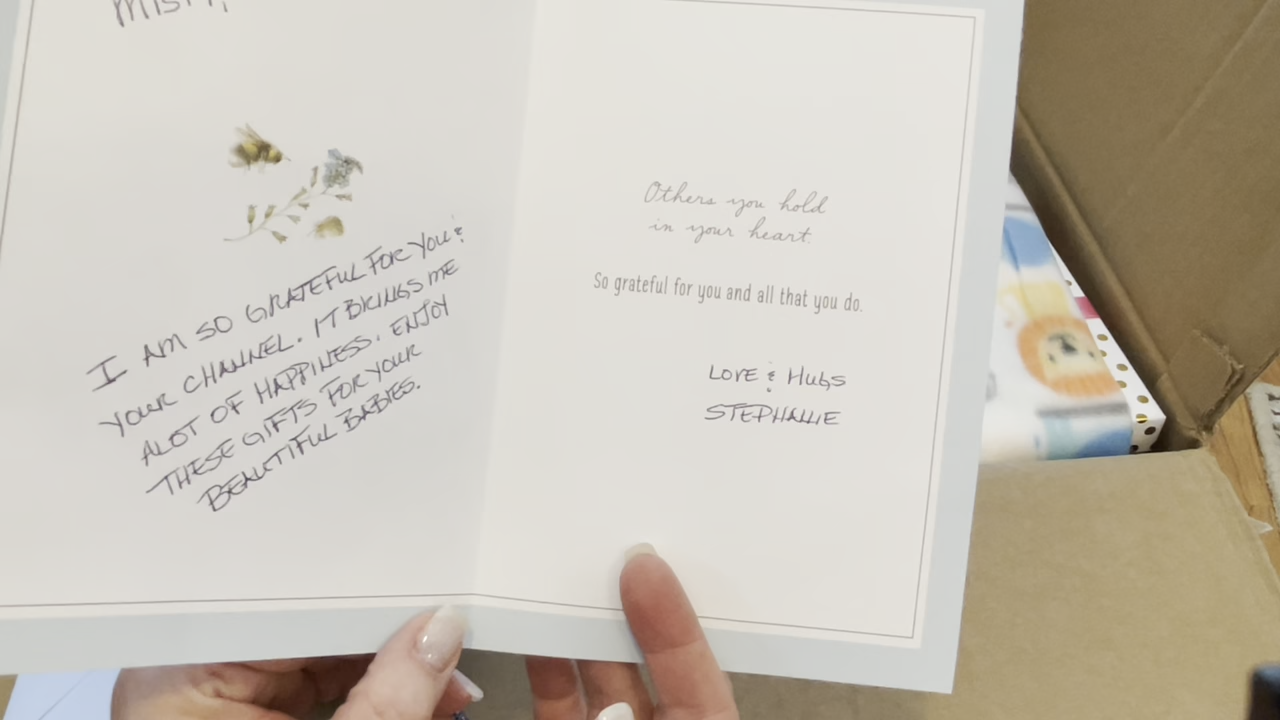 I AM SO GRATEFUL FOR YOU &
YOUR CHANNEL. IT BRINGS ME
ALOT OF HAPPINESS. ENJOY
THESE GIFTS FOR YOUR
BEAUTIFUL BABIES.
Others you hold
in your heart.
So grateful for you and all that you do.
LOVE & HUBS
STEPHANIE